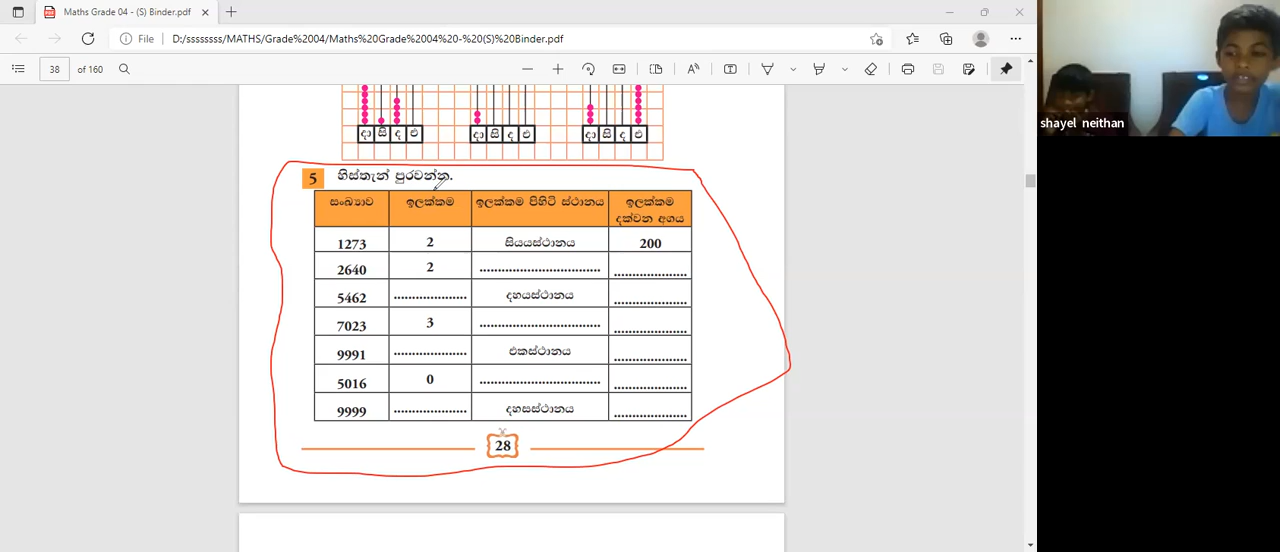 Maths Grade 04 - (S) Binder.pdf
File D:/ssssssss/MATHS/Grade%2004/Maths%20Grade%2004%20-%20(S)%20Binder.pdf
38 of 160
shayel neithan
දා සි ද එ දා සි ද එ දා සි ද එ
5 හිස්තැන් පුරවන්න.
සංඛ්‍යාව ඉලක්කම ඉලක්කම පිහිටි ස්ථානය ඉලක්කම දක්වන අගය
1273 2 සියයස්ථානය 200
2640 2 ................................. ....................
5462 .................... දහයස්ථානය ....................
7023 3 ................................. ....................
9991 .................... එකස්ථානය ....................
5016 0 ................................. ....................
9999 .................... දහසස්ථානය ....................
28